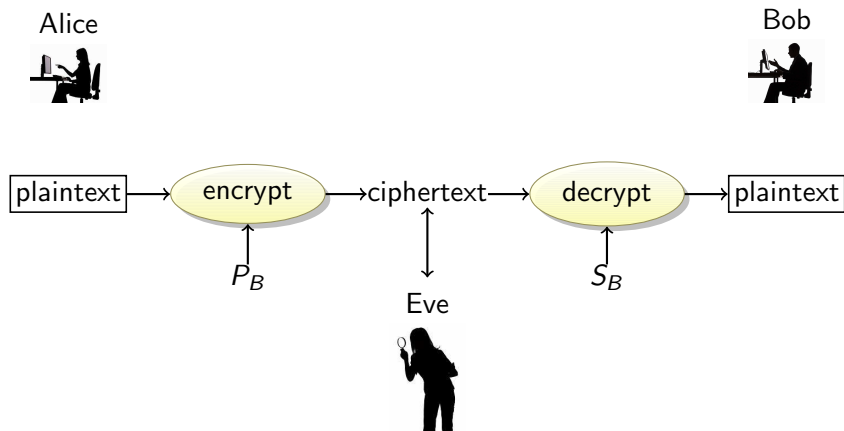 Alice
Bob
plaintext
encrypt
ciphertext
decrypt
plaintext
P_B
S_B
Eve